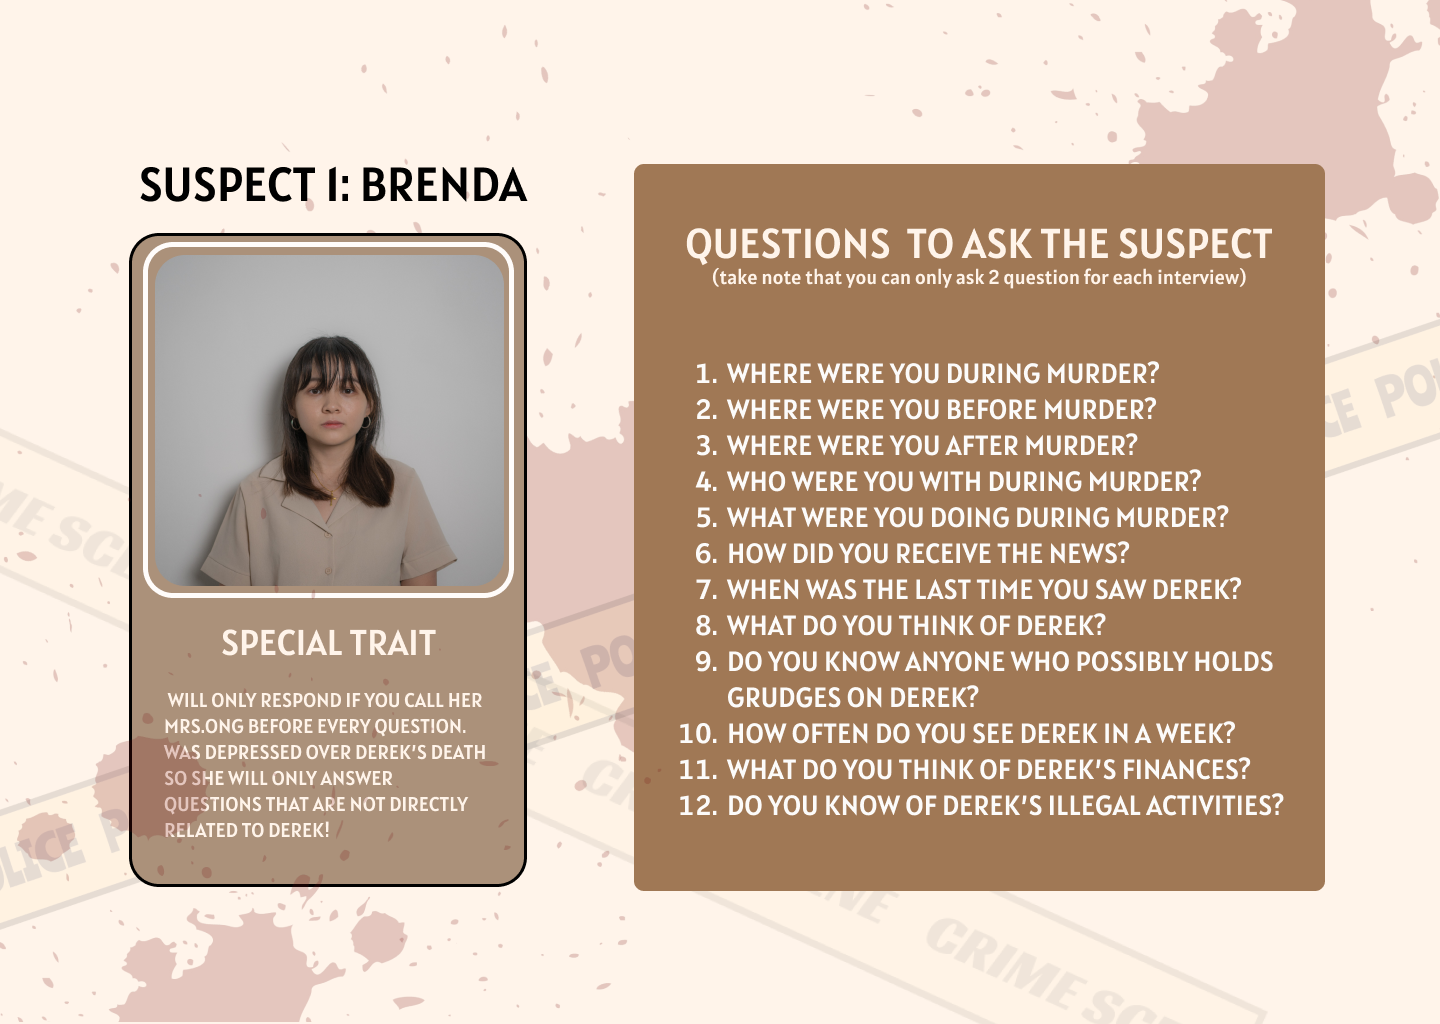 SUSPECT 1: BRENDA
SPECIAL TRAIT
WILL ONLY RESPOND IF YOU CALL HER
MRS.ONG BEFORE EVERY QUESTION.
WAS DEPRESSED OVER DEREK'S DEATH
SO SHE WILL ONLY ANSWER
QUESTIONS THAT ARE NOT DIRECTLY
RELATED TO DEREK!
QUESTIONS TO ASK THE SUSPECT
(take note that you can only ask 2 question for each interview)
1. WHERE WERE YOU DURING MURDER?
2. WHERE WERE YOU BEFORE MURDER?
3. WHERE WERE YOU AFTER MURDER?
4. WHO WERE YOU WITH DURING MURDER?
5. WHAT WERE YOU DOING DURING MURDER?
6. HOW DID YOU RECEIVE THE NEWS?
7. WHEN WAS THE LAST TIME YOU SAW DEREK?
8. WHAT DO YOU THINK OF DEREK?
9. DO YOU KNOW ANYONE WHO POSSIBLY HOLDS
GRUDGES ON DEREK?
10. HOW OFTEN DO YOU SEE DEREK IN A WEEK?
11. WHAT DO YOU THINK OF DEREK'S FINANCES?
12. DO YOU KNOW OF DEREK'S ILLEGAL ACTIVITIES?
CRIME